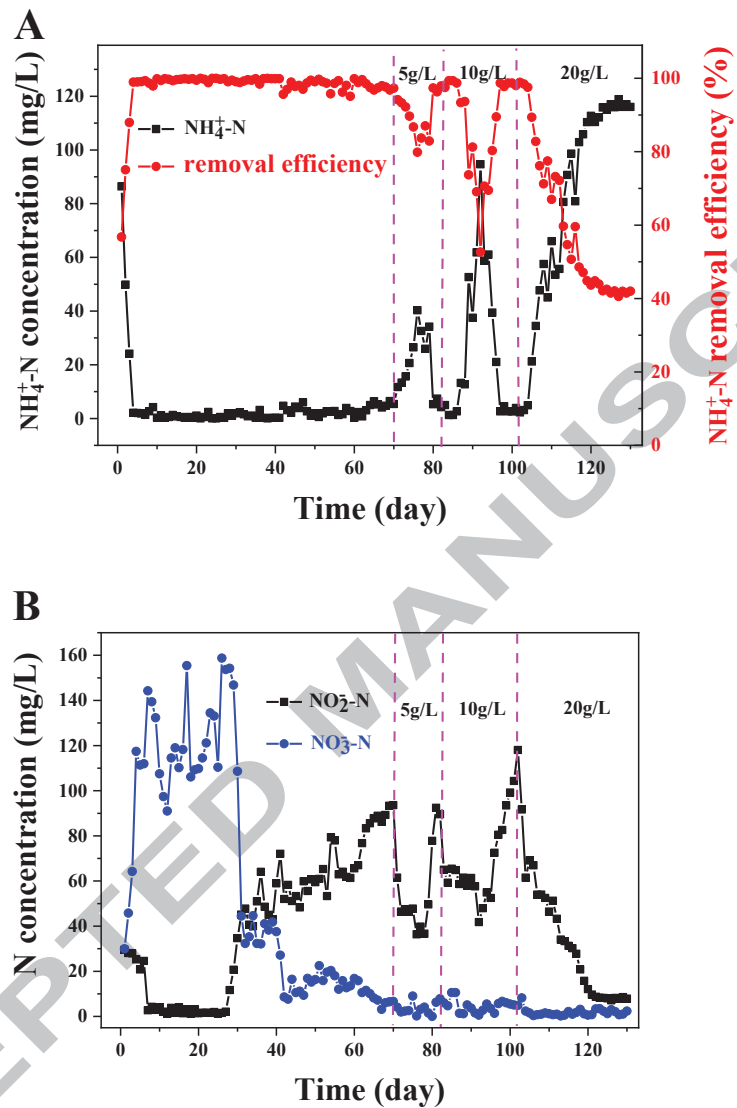 A
NH₄⁺-N concentration (mg/L)
NH₄⁺-N removal efficiency (%)
5g/L 10g/L 20g/L
NH₄⁺-N
removal efficiency
120
100
80
60
40
20
0
100
80
60
40
20
0
0 20 40 60 80 100 120
Time (day)
B
N concentration (mg/L)
5g/L 10g/L 20g/L
NO₂⁻-N
NO₃⁻-N
160
140
120
100
80
60
40
20
0
0 20 40 60 80 100 120
Time (day)
EPTED MANUSC